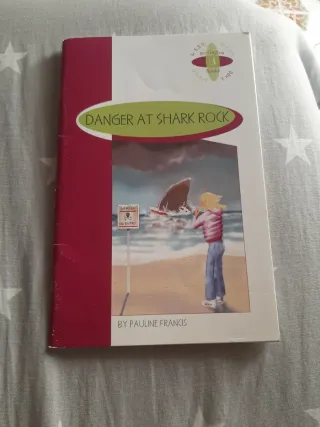 DANGER AT SHARK ROCK
BY PAULINE FRANCIS